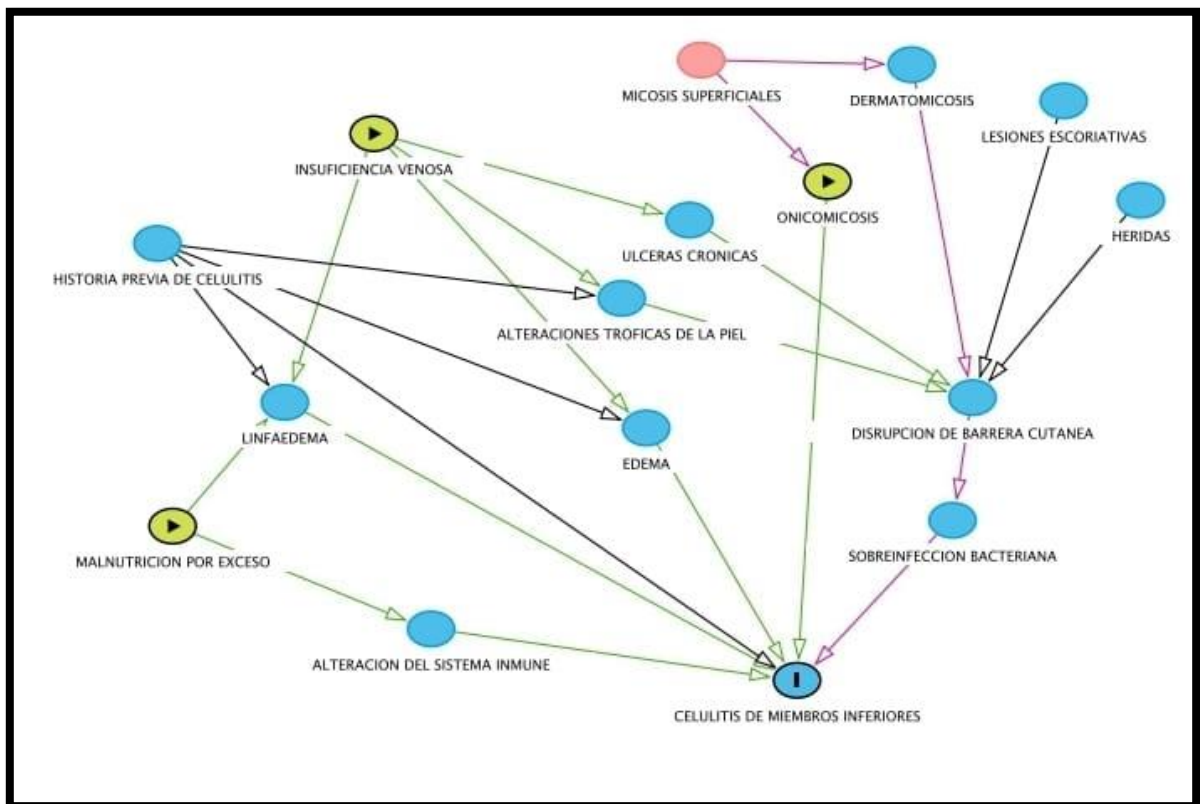 MICOSIS SUPERFICIALES
DERMATOMICOSIS
LESIONES ESCORIATIVAS
INSUFICIENCIA VENOSA
ONICOMICOSIS
HERIDAS
ULCERAS CRONICAS
HISTORIA PREVIA DE CELULITIS
ALTERACIONES TROFICAS DE LA PIEL
LINFAEDEMA
DISRUPCION DE BARRERA CUTANEA
EDEMA
MALNUTRICION POR EXCESO
SOBREINFECCION BACTERIANA
ALTERACION DEL SISTEMA INMUNE
CELULITIS DE MIEMBROS INFERIORES